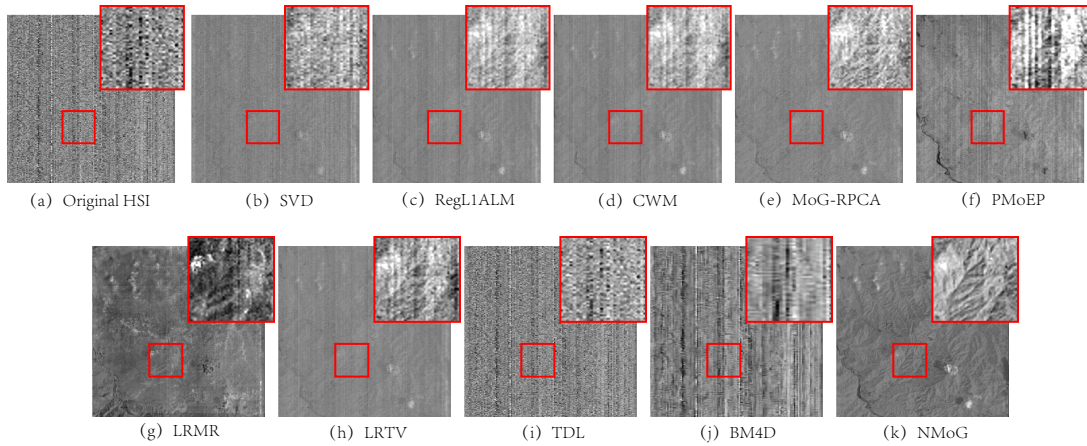 (a) Original HSI
(b) SVD
(c) RegL1ALM
(d) CWM
(e) MoG-RPCA
(f) PMoEP
(g) LRMR
(h) LRTV
(i) TDL
(j) BM4D
(k) NMoG